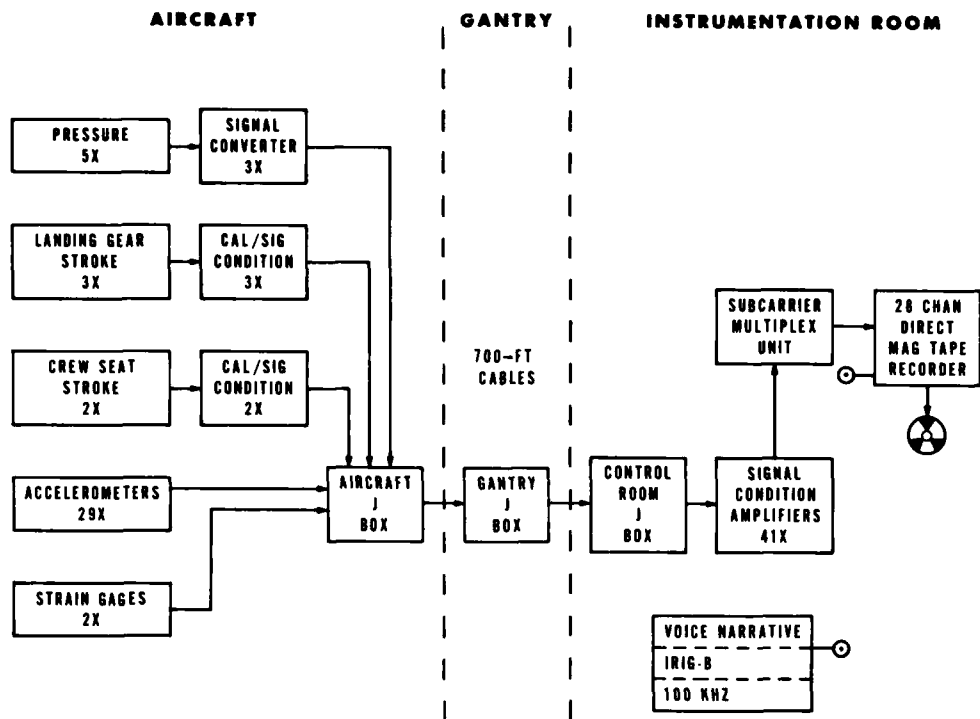 AIRCRAFT
GANTRY
INSTRUMENTATION ROOM
PRESSURE
5X
SIGNAL
CONVERTER
3X
LANDING GEAR
STROKE
3X
CAL/SIG
CONDITION
3X
CREW SEAT
STROKE
2X
CAL/SIG
CONDITION
2X
ACCELEROMETERS
29X
STRAIN GAGES
2X
AIRCRAFT
J
BOX
700-FT
CABLES
GANTRY
J
BOX
CONTROL
ROOM
J
BOX
SIGNAL
CONDITION
AMPLIFIERS
41X
SUBCARRIER
MULTIPLEX
UNIT
28 CHAN
DIRECT
MAG TAPE
RECORDER
VOICE NARRATIVE
IRIG-B
100 KHZ